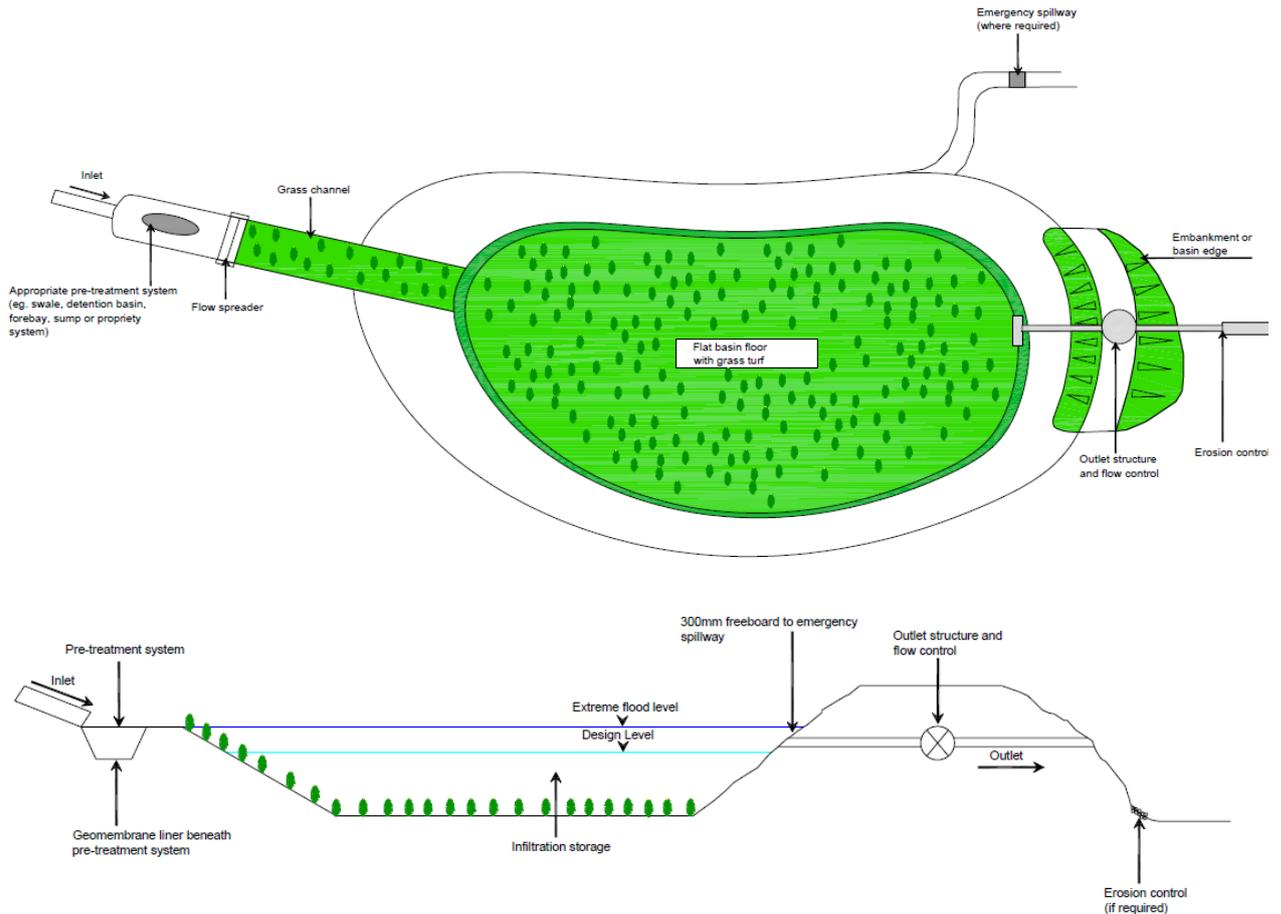 Emergency spillway
(where required)
Inlet
Grass channel
Embankment or
basin edge
Appropriate pre-treatment system
(eg. swale, detention basin,
forebay, sump or propriety
system)
Flow spreader
Flat basin floor
with grass turf
Outlet structure
and flow control
Erosion control
300mm freeboard to emergency
spillway
Outlet structure and
flow control
Pre-treatment system
Inlet
Extreme flood level
Design Level
Outlet
Geomembrane liner beneath
pre-treatment system
Infiltration storage
Erosion control
(if required)